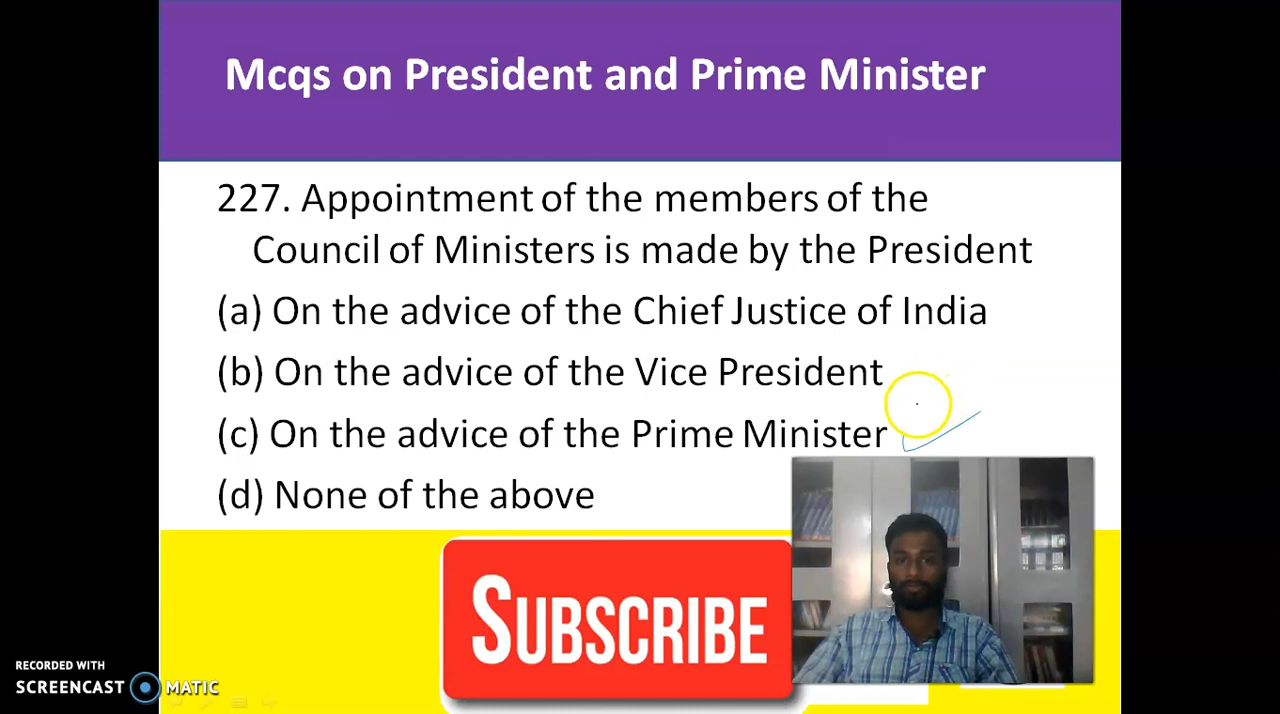 Mcqs on President and Prime Minister
227. Appointment of the members of the
Council of Ministers is made by the President
(a) On the advice of the Chief Justice of India
(b) On the advice of the Vice President
(c) On the advice of the Prime Minister
(d) None of the above
SUBSCRIBE
RECORDED WITH
SCREENCAST MATIC